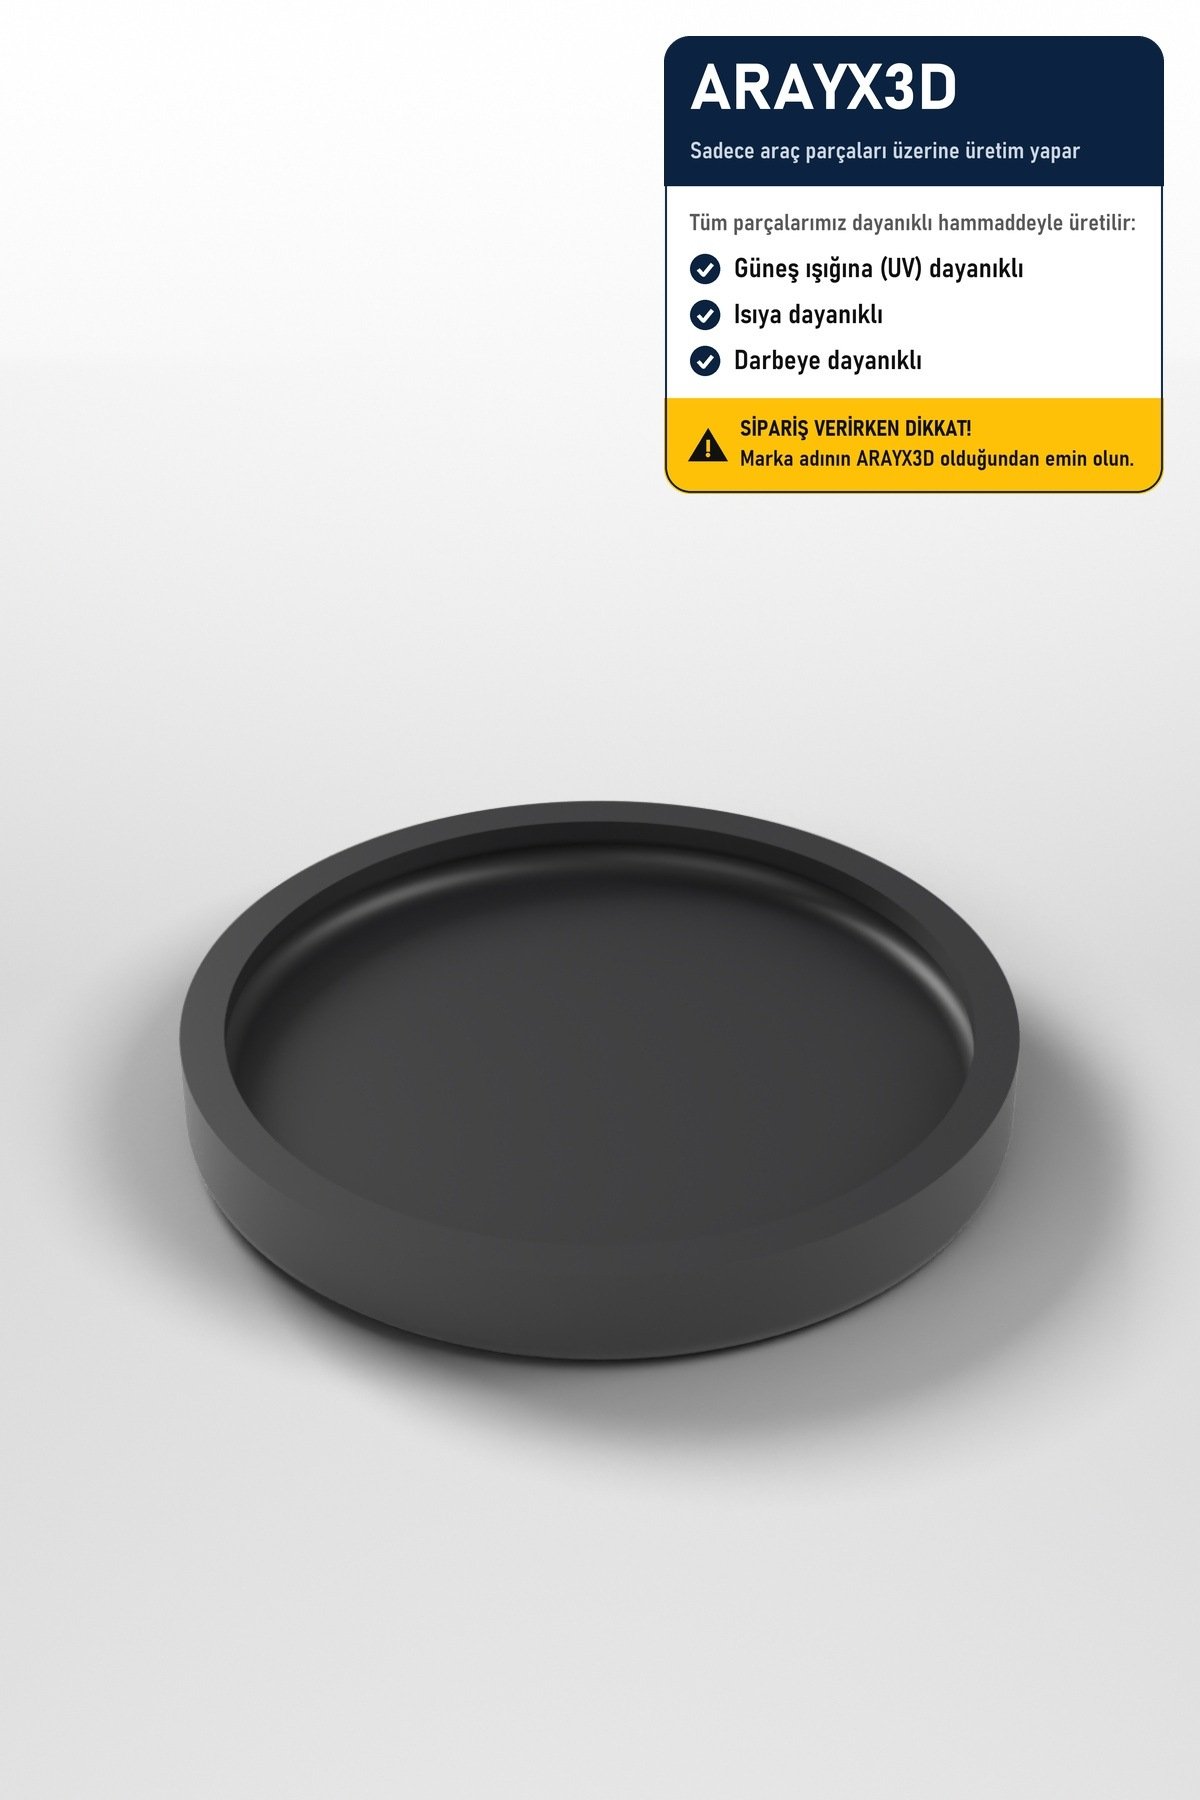 ARAYX3D
Sadece araç parçaları üzerine üretim yapar
Tüm parçalarımız dayanıklı hammaddeyle üretilir:
Güneş ışığına (UV) dayanıklı
Isıya dayanıklı
Darbeye dayanıklı
SİPARİŞ VERİRKEN DİKKAT!
Marka adının ARAYX3D olduğundan emin olun.